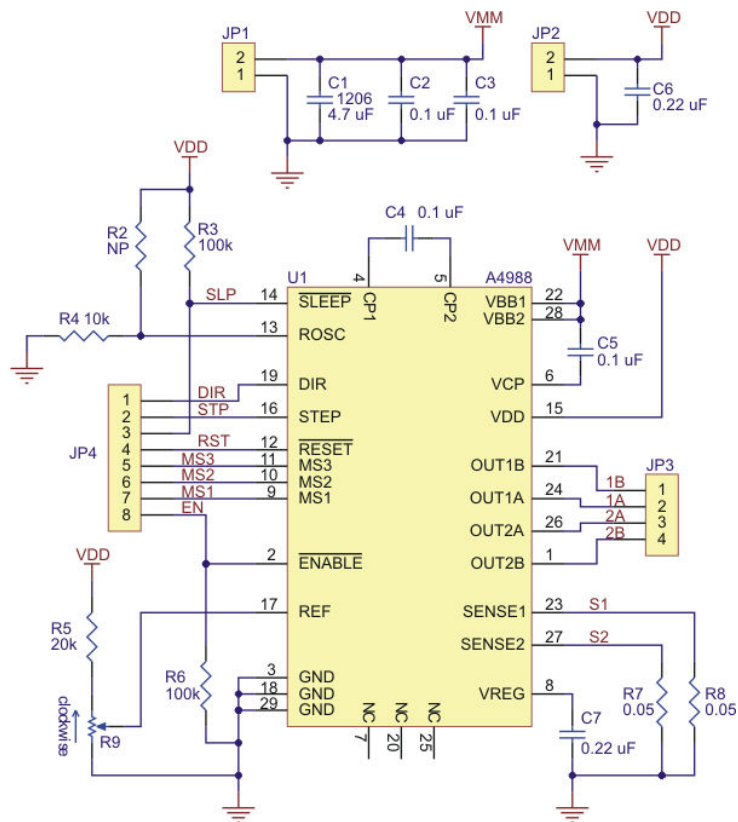 VMM
JP1
2
1
C1
1206
4.7 uF
C2
0.1 uF
C3
0.1 uF
VDD
JP2
2
1
C6
0.22 uF
VDD
R2
NP
R3
100k
C4 0.1 uF
VMM
VDD
U1
4
5
A4988
SLP
14
SLEEP
CP1
CP2
VBB1
22
VBB2
28
R4 10k
13
ROSC
C5
0.1 uF
19
DIR
VCP
6
16
STEP
VDD
15
JP4
1
2
3
4
5
6
7
8
DIR
STP
RST
MS3
MS2
MS1
EN
12
RESET
11
MS3
10
MS2
9
MS1
OUT1B
21
OUT1A
24
OUT2A
26
OUT2B
1
1B
1A
2A
2B
JP3
1
2
3
4
2
ENABLE
VDD
17
REF
SENSE1
23
S1
SENSE2
27
S2
R5
20k
R6
100k
3
GND
18
GND
29
GND
VREG
8
R7
0.05
R8
0.05
clockwise
R9
NC
NC
NC
7
20
25
C7
0.22 uF